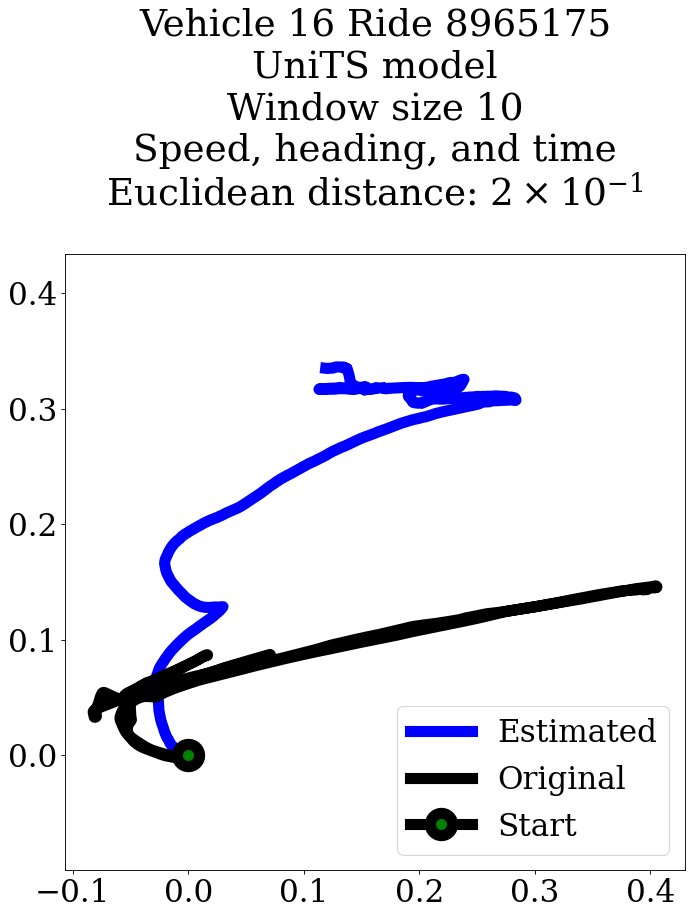 Vehicle 16 Ride 8965175
UniTS model
Window size 10
Speed, heading, and time
Euclidean distance: 2 × 10⁻¹
0.4
0.3
0.2
0.1
0.0
Estimated
Original
Start
−0.1 0.0 0.1 0.2 0.3 0.4